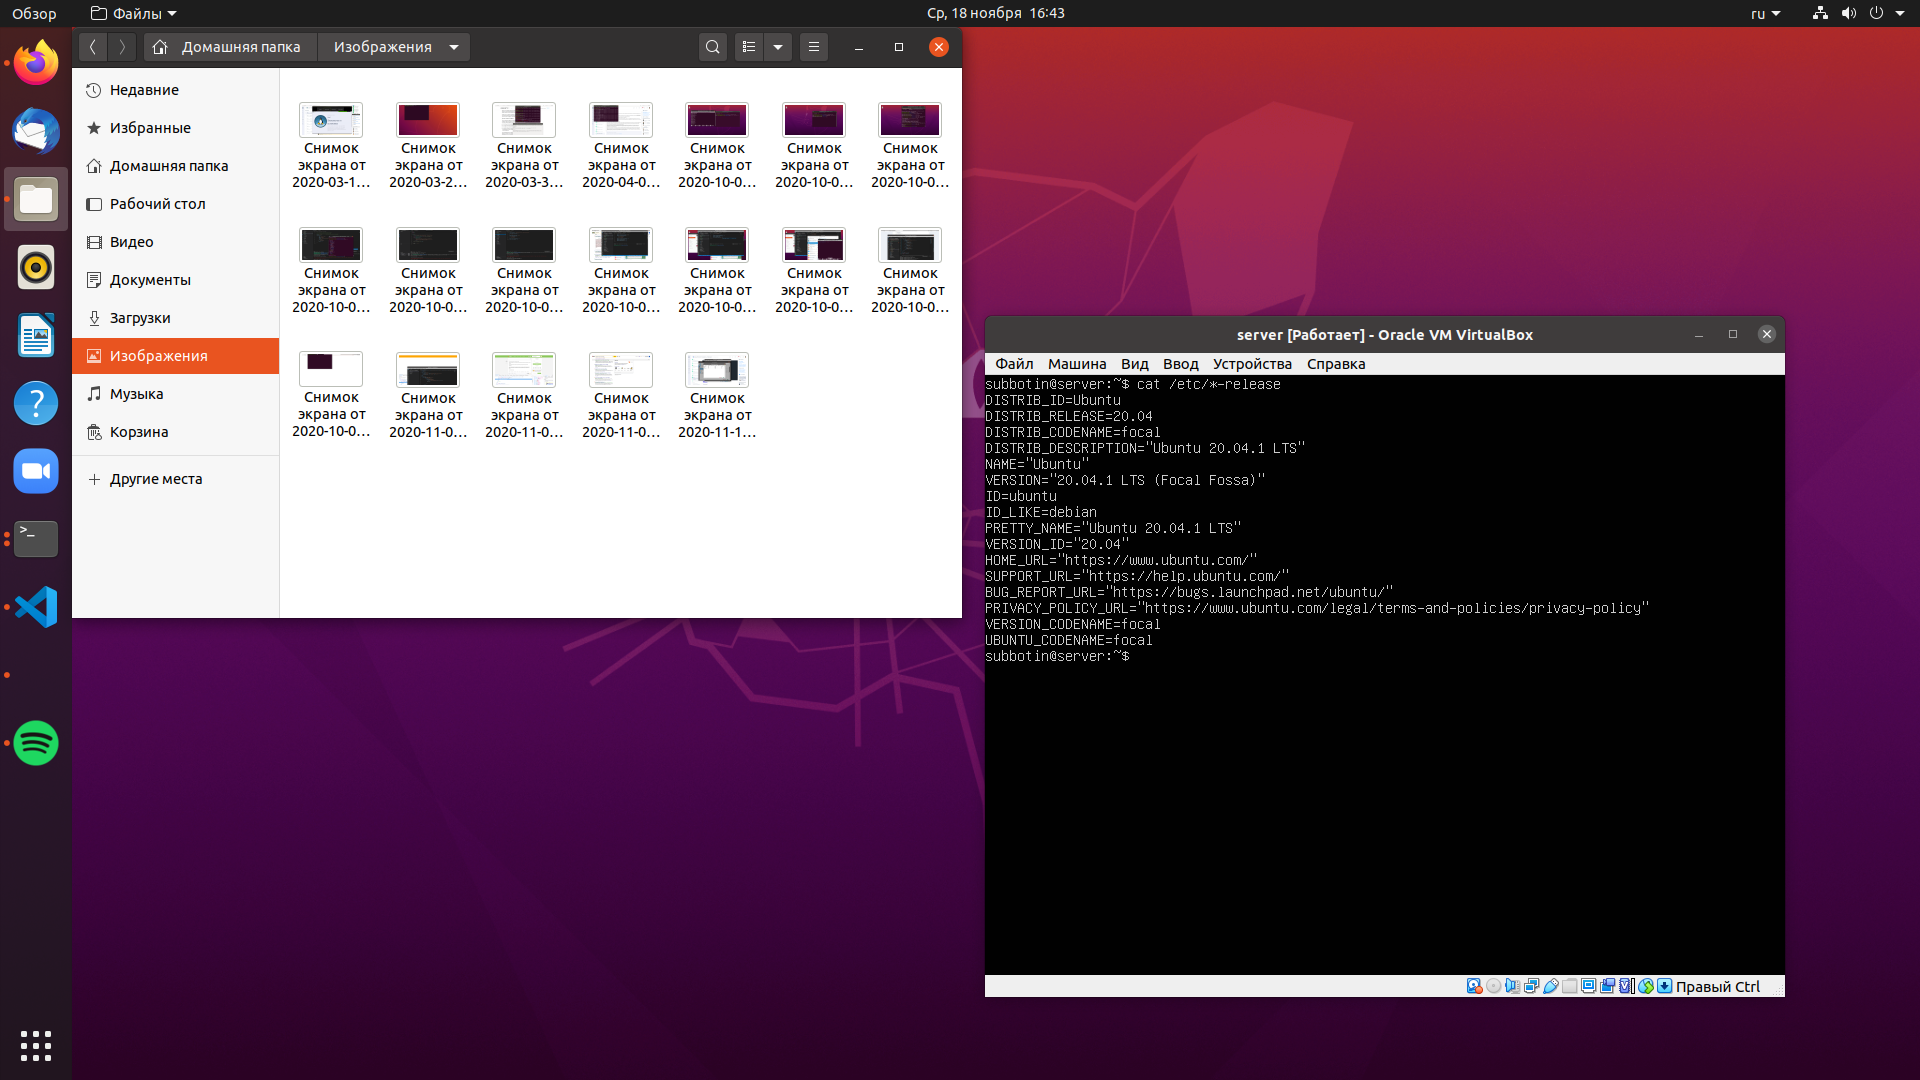 Обзор
Файлы
Ср, 18 ноября 16:43
ru
Домашняя папка
Изображения
Недавние
Избранные
Домашняя папка
Рабочий стол
Видео
Документы
Загрузки
Изображения
Музыка
Корзина
Другие места
Снимок
экрана от
2020-03-1...
Снимок
экрана от
2020-03-2...
Снимок
экрана от
2020-03-3...
Снимок
экрана от
2020-04-0...
Снимок
экрана от
2020-10-0...
Снимок
экрана от
2020-10-0...
Снимок
экрана от
2020-10-0...
Снимок
экрана от
2020-10-0...
Снимок
экрана от
2020-10-0...
Снимок
экрана от
2020-10-0...
Снимок
экрана от
2020-10-0...
Снимок
экрана от
2020-10-0...
Снимок
экрана от
2020-10-0...
Снимок
экрана от
2020-10-0...
Снимок
экрана от
2020-10-0...
Снимок
экрана от
2020-11-0...
Снимок
экрана от
2020-11-0...
Снимок
экрана от
2020-11-0...
Снимок
экрана от
2020-11-1...
server [Работает] - Oracle VM VirtualBox
Файл Машина Вид Ввод Устройства Справка
subbotin@server:~$ cat /etc/*-release
DISTRIB_ID=Ubuntu
DISTRIB_RELEASE=20.04
DISTRIB_CODENAME=focal
DISTRIB_DESCRIPTION="Ubuntu 20.04.1 LTS"
NAME="Ubuntu"
VERSION="20.04.1 LTS (Focal Fossa)"
ID=ubuntu
ID_LIKE=debian
PRETTY_NAME="Ubuntu 20.04.1 LTS"
VERSION_ID="20.04"
HOME_URL="https://www.ubuntu.com/"
SUPPORT_URL="https://help.ubuntu.com/"
BUG_REPORT_URL="https://bugs.launchpad.net/ubuntu/"
PRIVACY_POLICY_URL="https://www.ubuntu.com/legal/terms-and-policies/privacy-policy"
VERSION_CODENAME=focal
UBUNTU_CODENAME=focal
subbotin@server:~$
Правый Ctrl